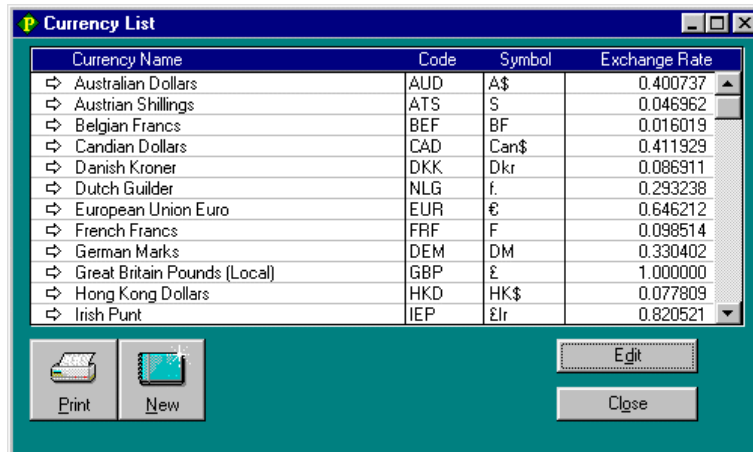 Currency List
Currency Name Code Symbol Exchange Rate
Australian Dollars AUD A$ 0.400737
Austrian Shillings ATS S 0.046962
Belgian Francs BEF BF 0.016019
Candian Dollars CAD Can$ 0.411929
Danish Kroner DKK Dkr 0.086911
Dutch Guilder NLG f. 0.293238
European Union Euro EUR € 0.646212
French Francs FRF F 0.098514
German Marks DEM DM 0.330402
Great Britain Pounds (Local) GBP £ 1.000000
Hong Kong Dollars HKD HK$ 0.077809
Irish Punt IEP £Ir 0.820521
Print New Edit
Close